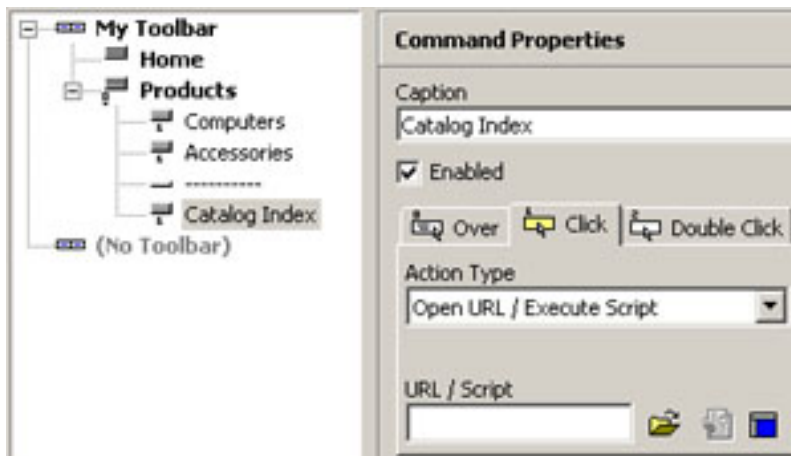 My Toolbar
Home
Products
Computers
Accessories
----------
Catalog Index
(No Toolbar)
Command Properties
Caption
Catalog Index
Enabled
Over
Click
Double Click
Action Type
Open URL / Execute Script
URL / Script